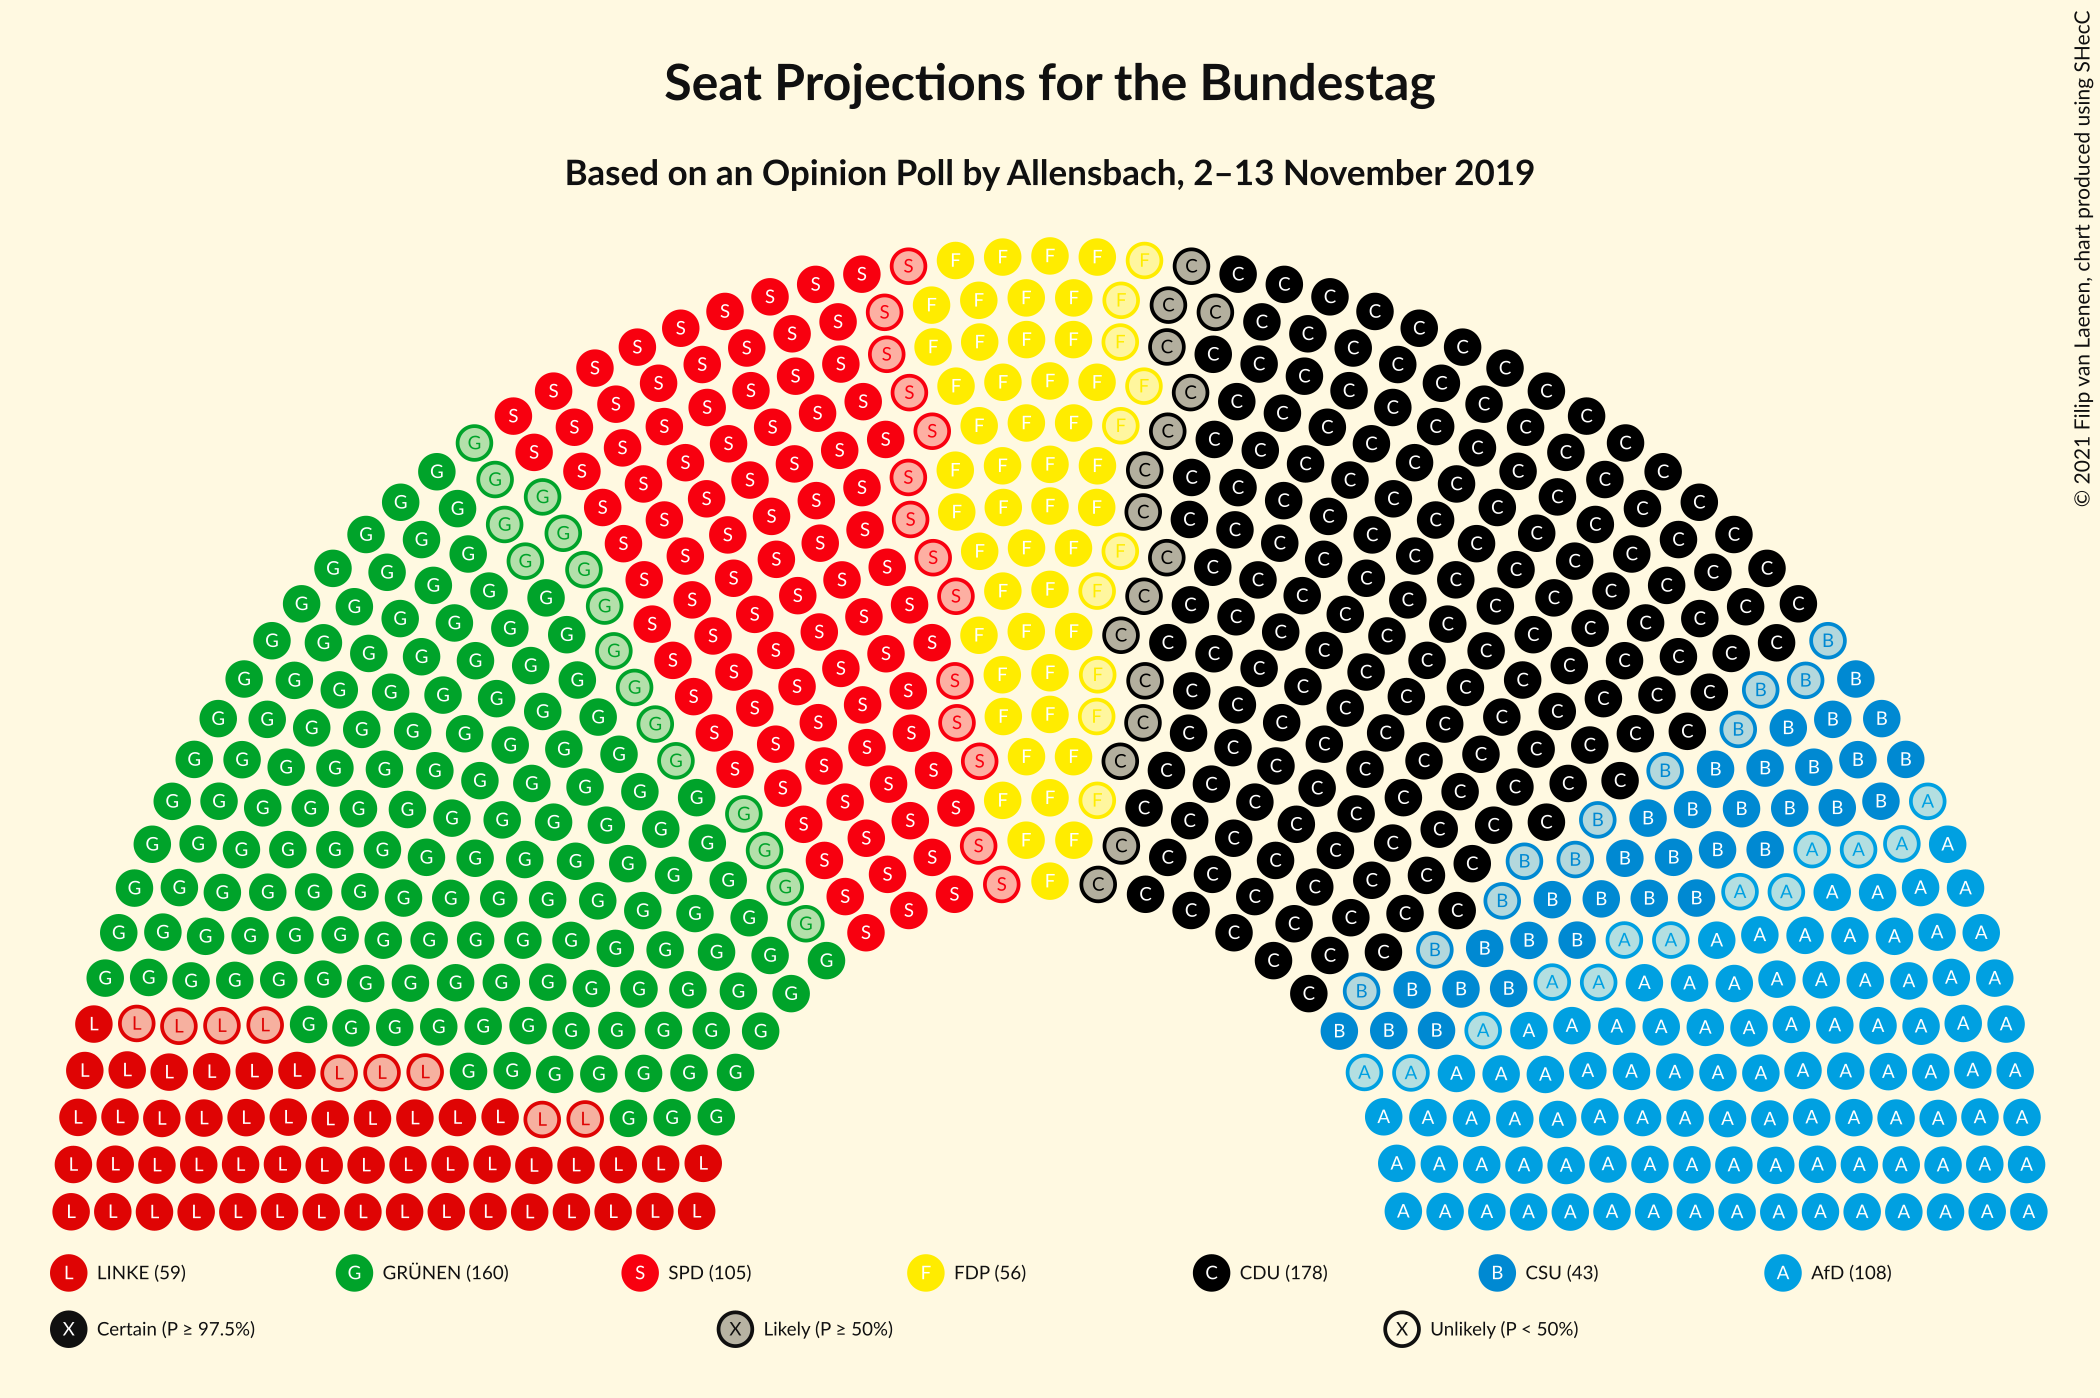 Seat Projections for the Bundestag
Based on an Opinion Poll by Allensbach, 2–13 November 2019
© 2021 Filip van Laenen, chart produced using SHecC
L LINKE (59) G GRÜNEN (160) S SPD (105) F FDP (56) C CDU (178) B CSU (43) A AfD (108)
X Certain (P ≥ 97.5%) X Likely (P ≥ 50%) X Unlikely (P < 50%)